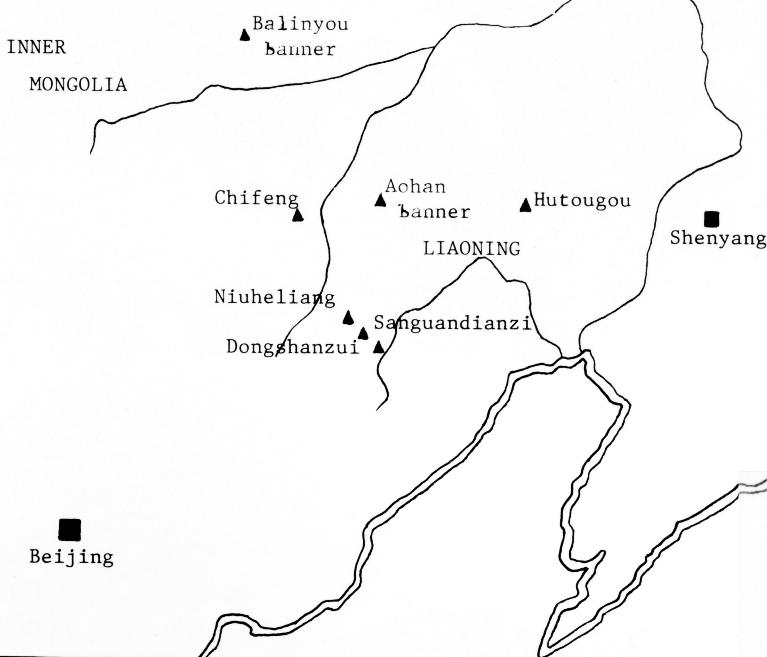 Balinyou
banner
INNER
MONGOLIA
Chifeng
Aohan
banner
Hutougou
Shenyang
LIAONING
Niuheliang
Sanguandianzi
Dongshanzui
Beijing